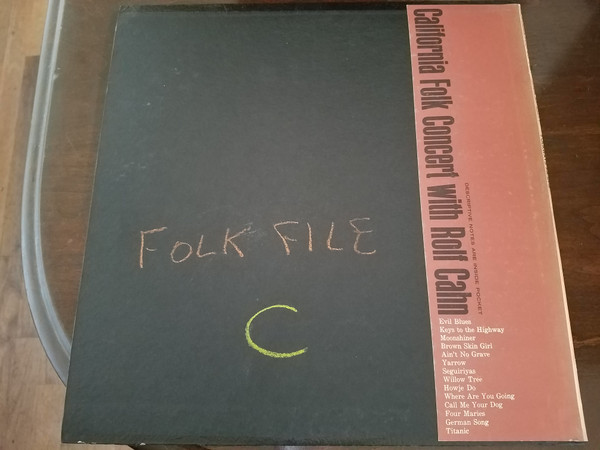 California Folk Concert with Rolf Cahn
DESCRIPTIVE NOTES ARE INSIDE POCKET
FOLK FILE
C
Evil Blues
Keys to the Highway
Moonshiner
Brown Skin Girl
Ain't No Grave
Yarrow
Seguiriyas
Willow Tree
Howje Do
Where Are You Going
Call Me Your Dog
Four Maries
German Song
Titanic